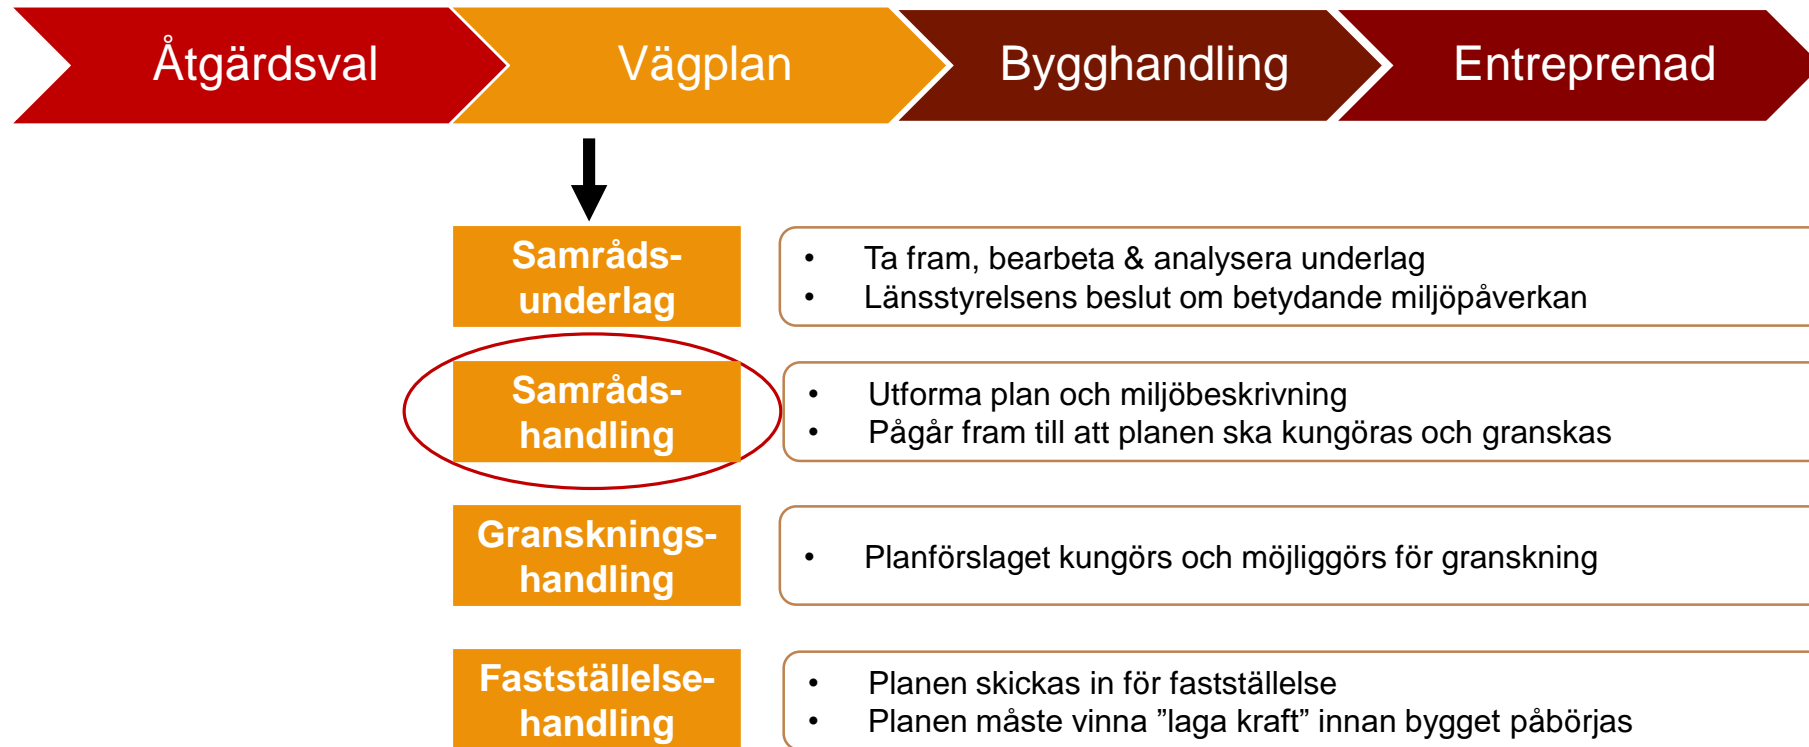 Åtgärdsval
Vägplan
Bygghandling
Entreprenad
Samråds-
underlag
• Ta fram, bearbeta & analysera underlag
• Länsstyrelsens beslut om betydande miljöpåverkan
Samråds-
handling
• Utforma plan och miljöbeskrivning
• Pågår fram till att planen ska kungöras och granskas
Gransknings-
handling
• Planförslaget kungörs och möjliggörs för granskning
Fastställelse-
handling
• Planen skickas in för fastställelse
• Planen måste vinna ”laga kraft” innan bygget påbörjas